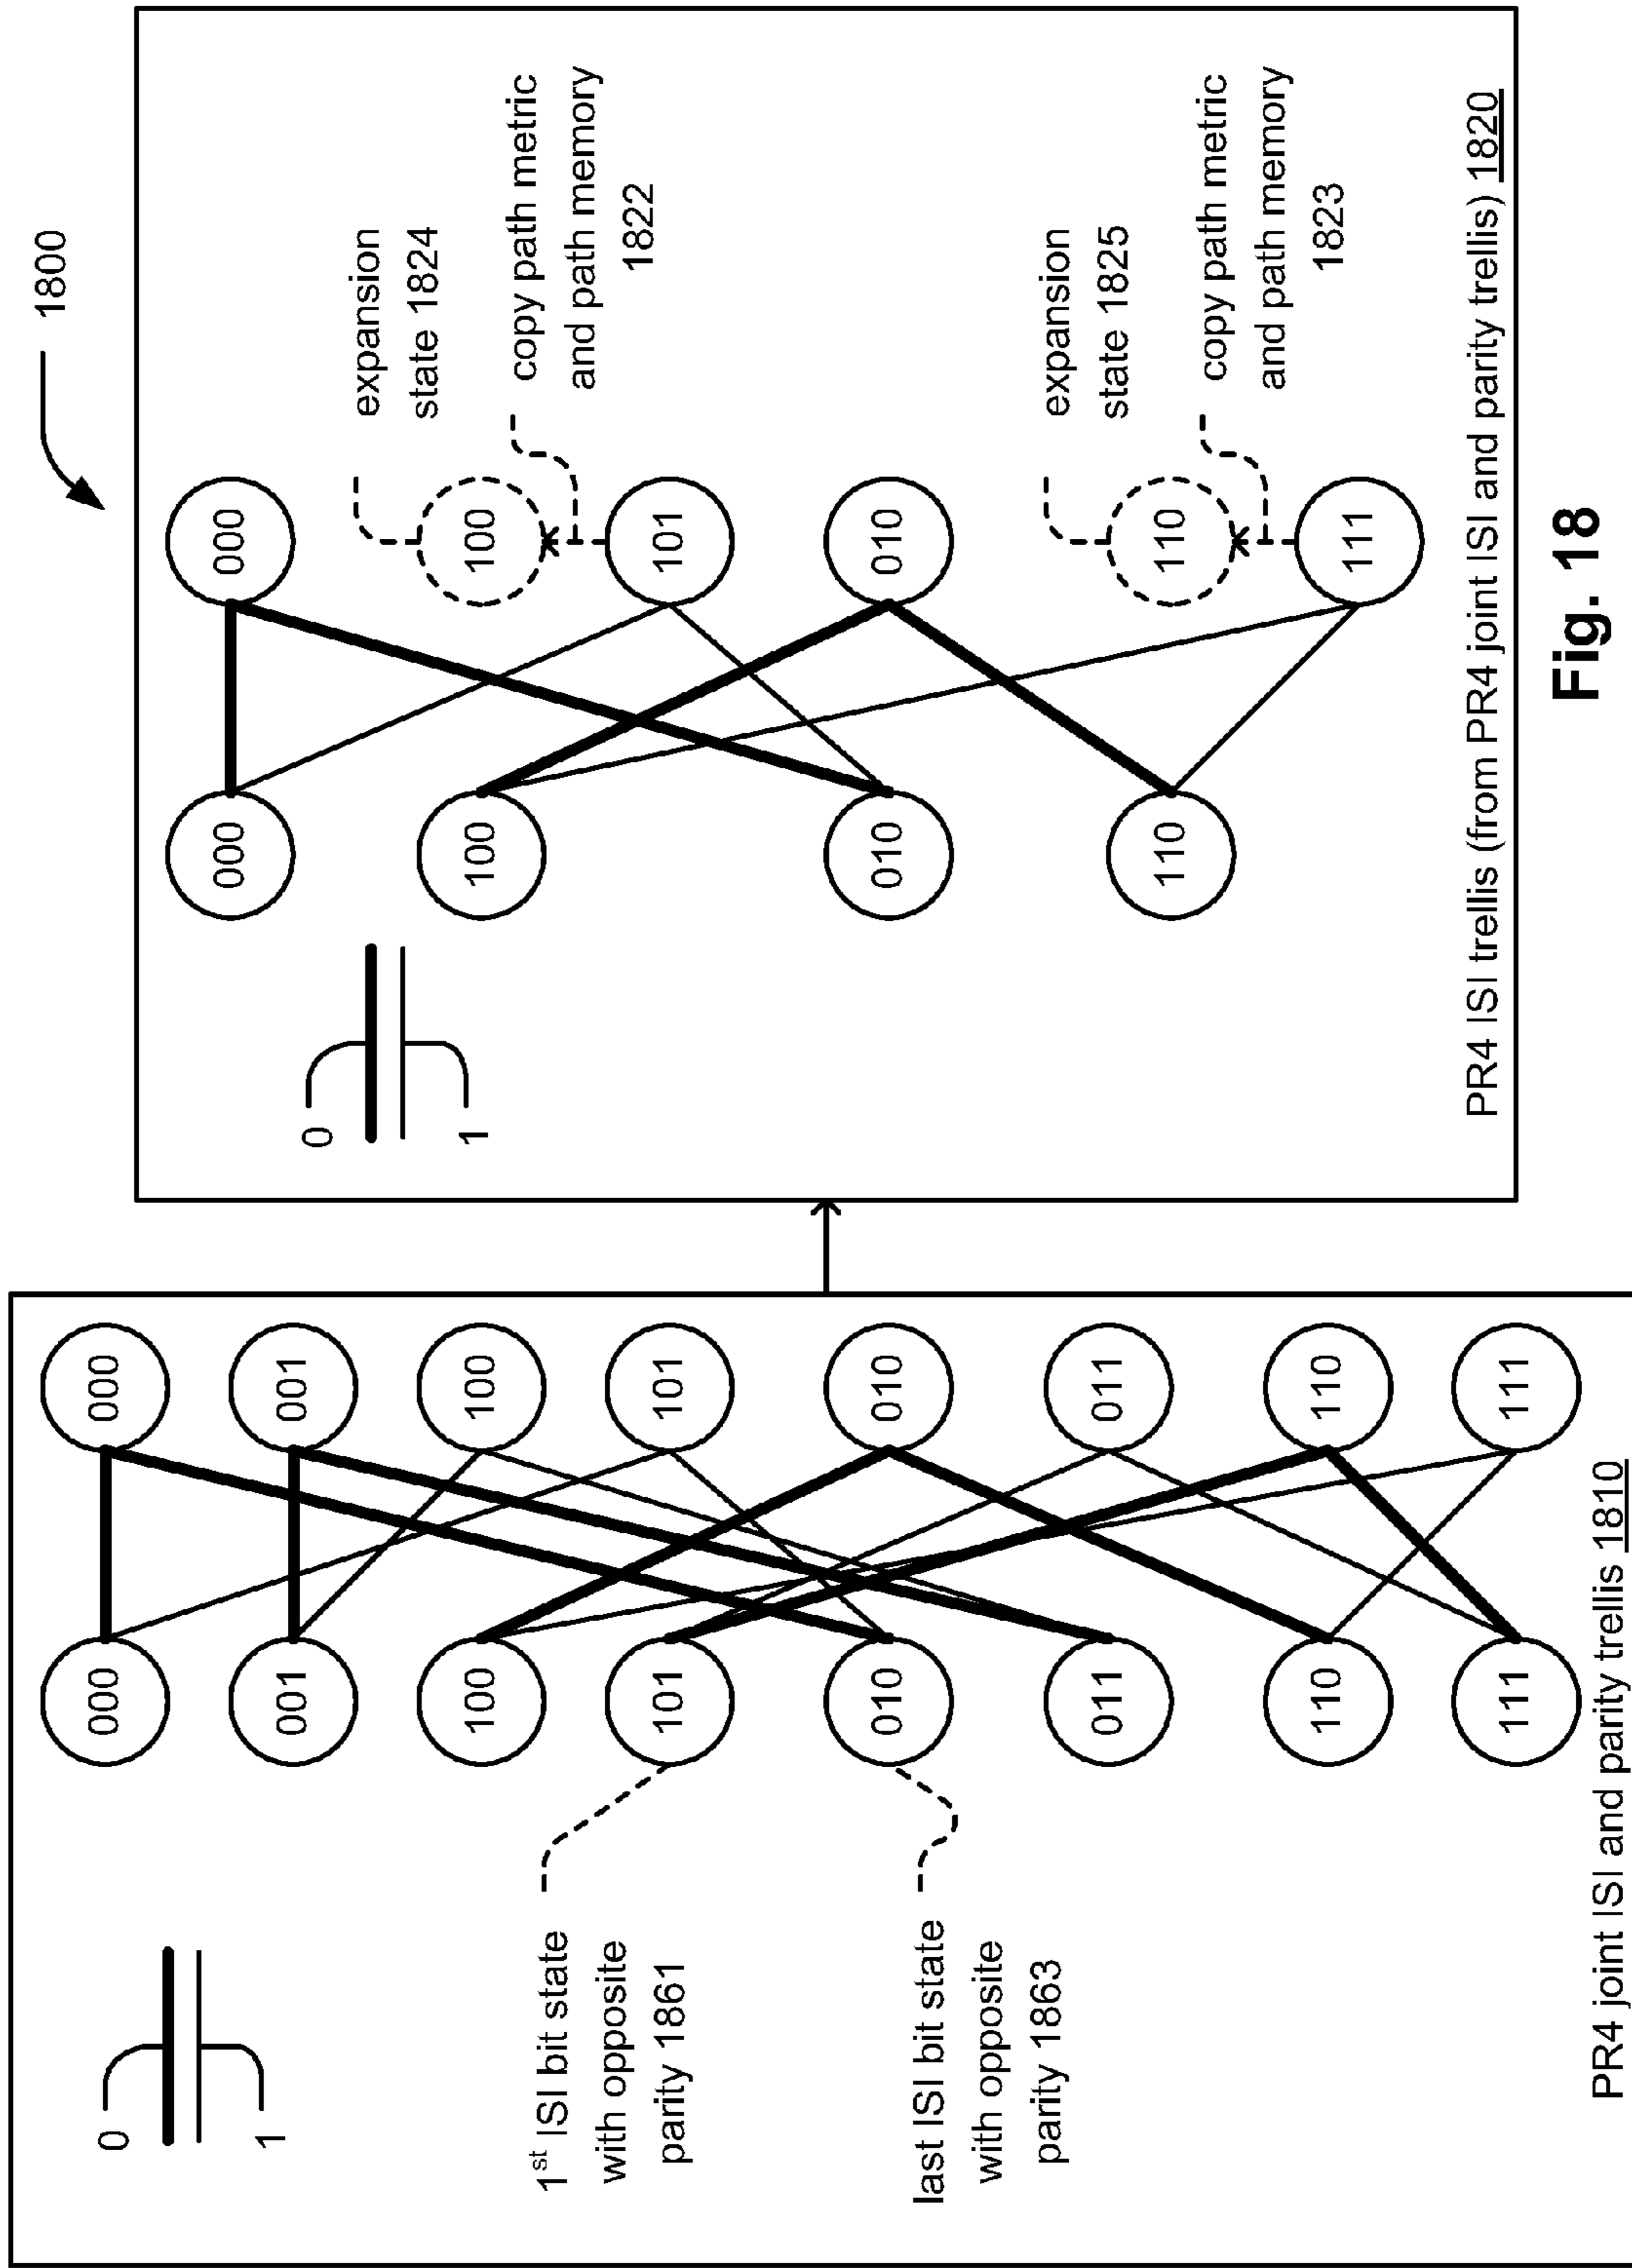 1800
0
1
000
001
100
101
010
011
110
111
000
001
100
101
010
011
110
111
1st ISI bit state
with opposite
parity 1861
last ISI bit state
with opposite
parity 1863
PR4 joint ISI and parity trellis 1810
0
1
000
100
010
110
000
100
101
010
110
111
expansion
state 1824
copy path metric
and path memory
1822
expansion
state 1825
copy path metric
and path memory
1823
PR4 ISI trellis (from PR4 joint ISI and parity trellis) 1820
Fig. 18